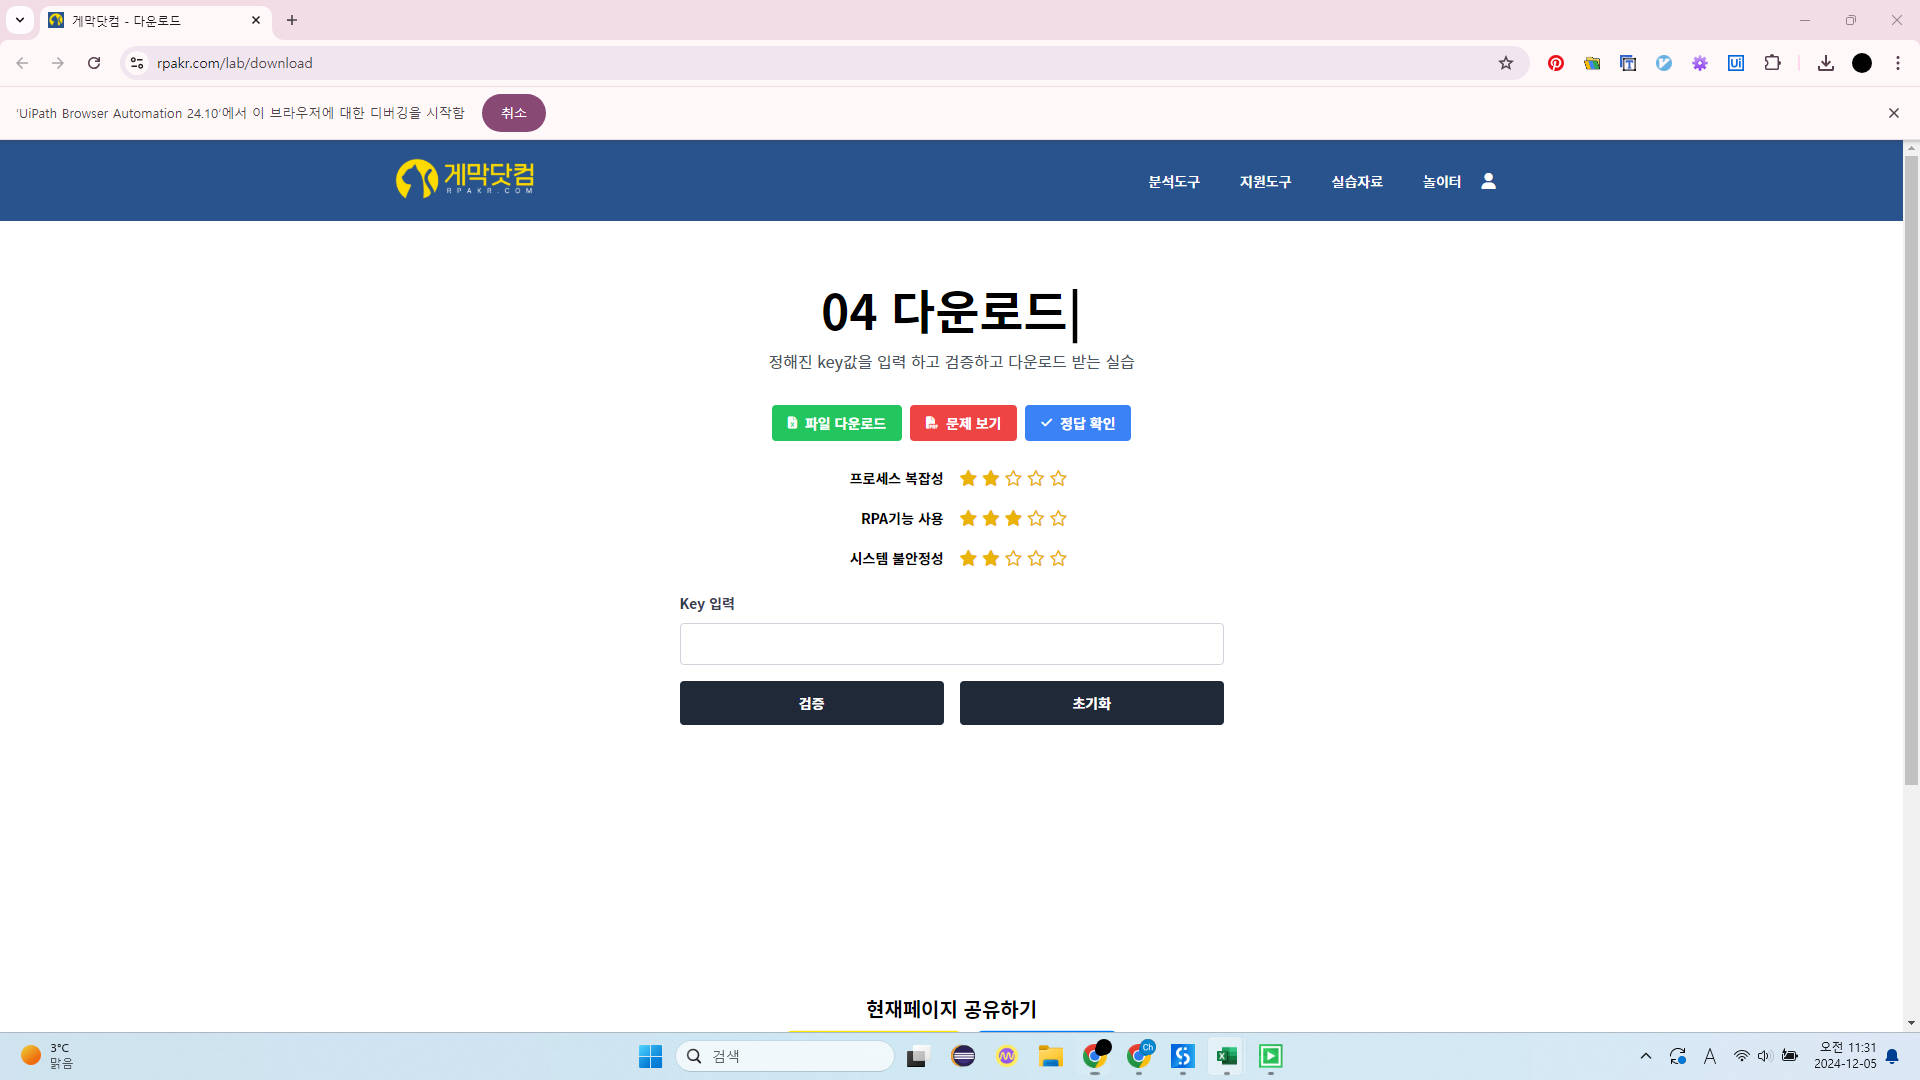 게막닷컴 - 다운로드
rpakr.com/lab/download
'UiPath Browser Automation 24.10'에서 이 브라우저에 대한 디버깅을 시작함
취소
게막닷컴
RPAKR.COM
분석도구 지원도구 실습자료 놀이터
04 다운로드
정해진 key값을 입력 하고 검증하고 다운로드 받는 실습
파일 다운로드 문제 보기 정답 확인
프로세스 복잡성
RPA기능 사용
시스템 불안정성
Key 입력
검증 초기화
현재페이지 공유하기
3°C
맑음
검색
Ch
A
오전 11:31
2024-12-05